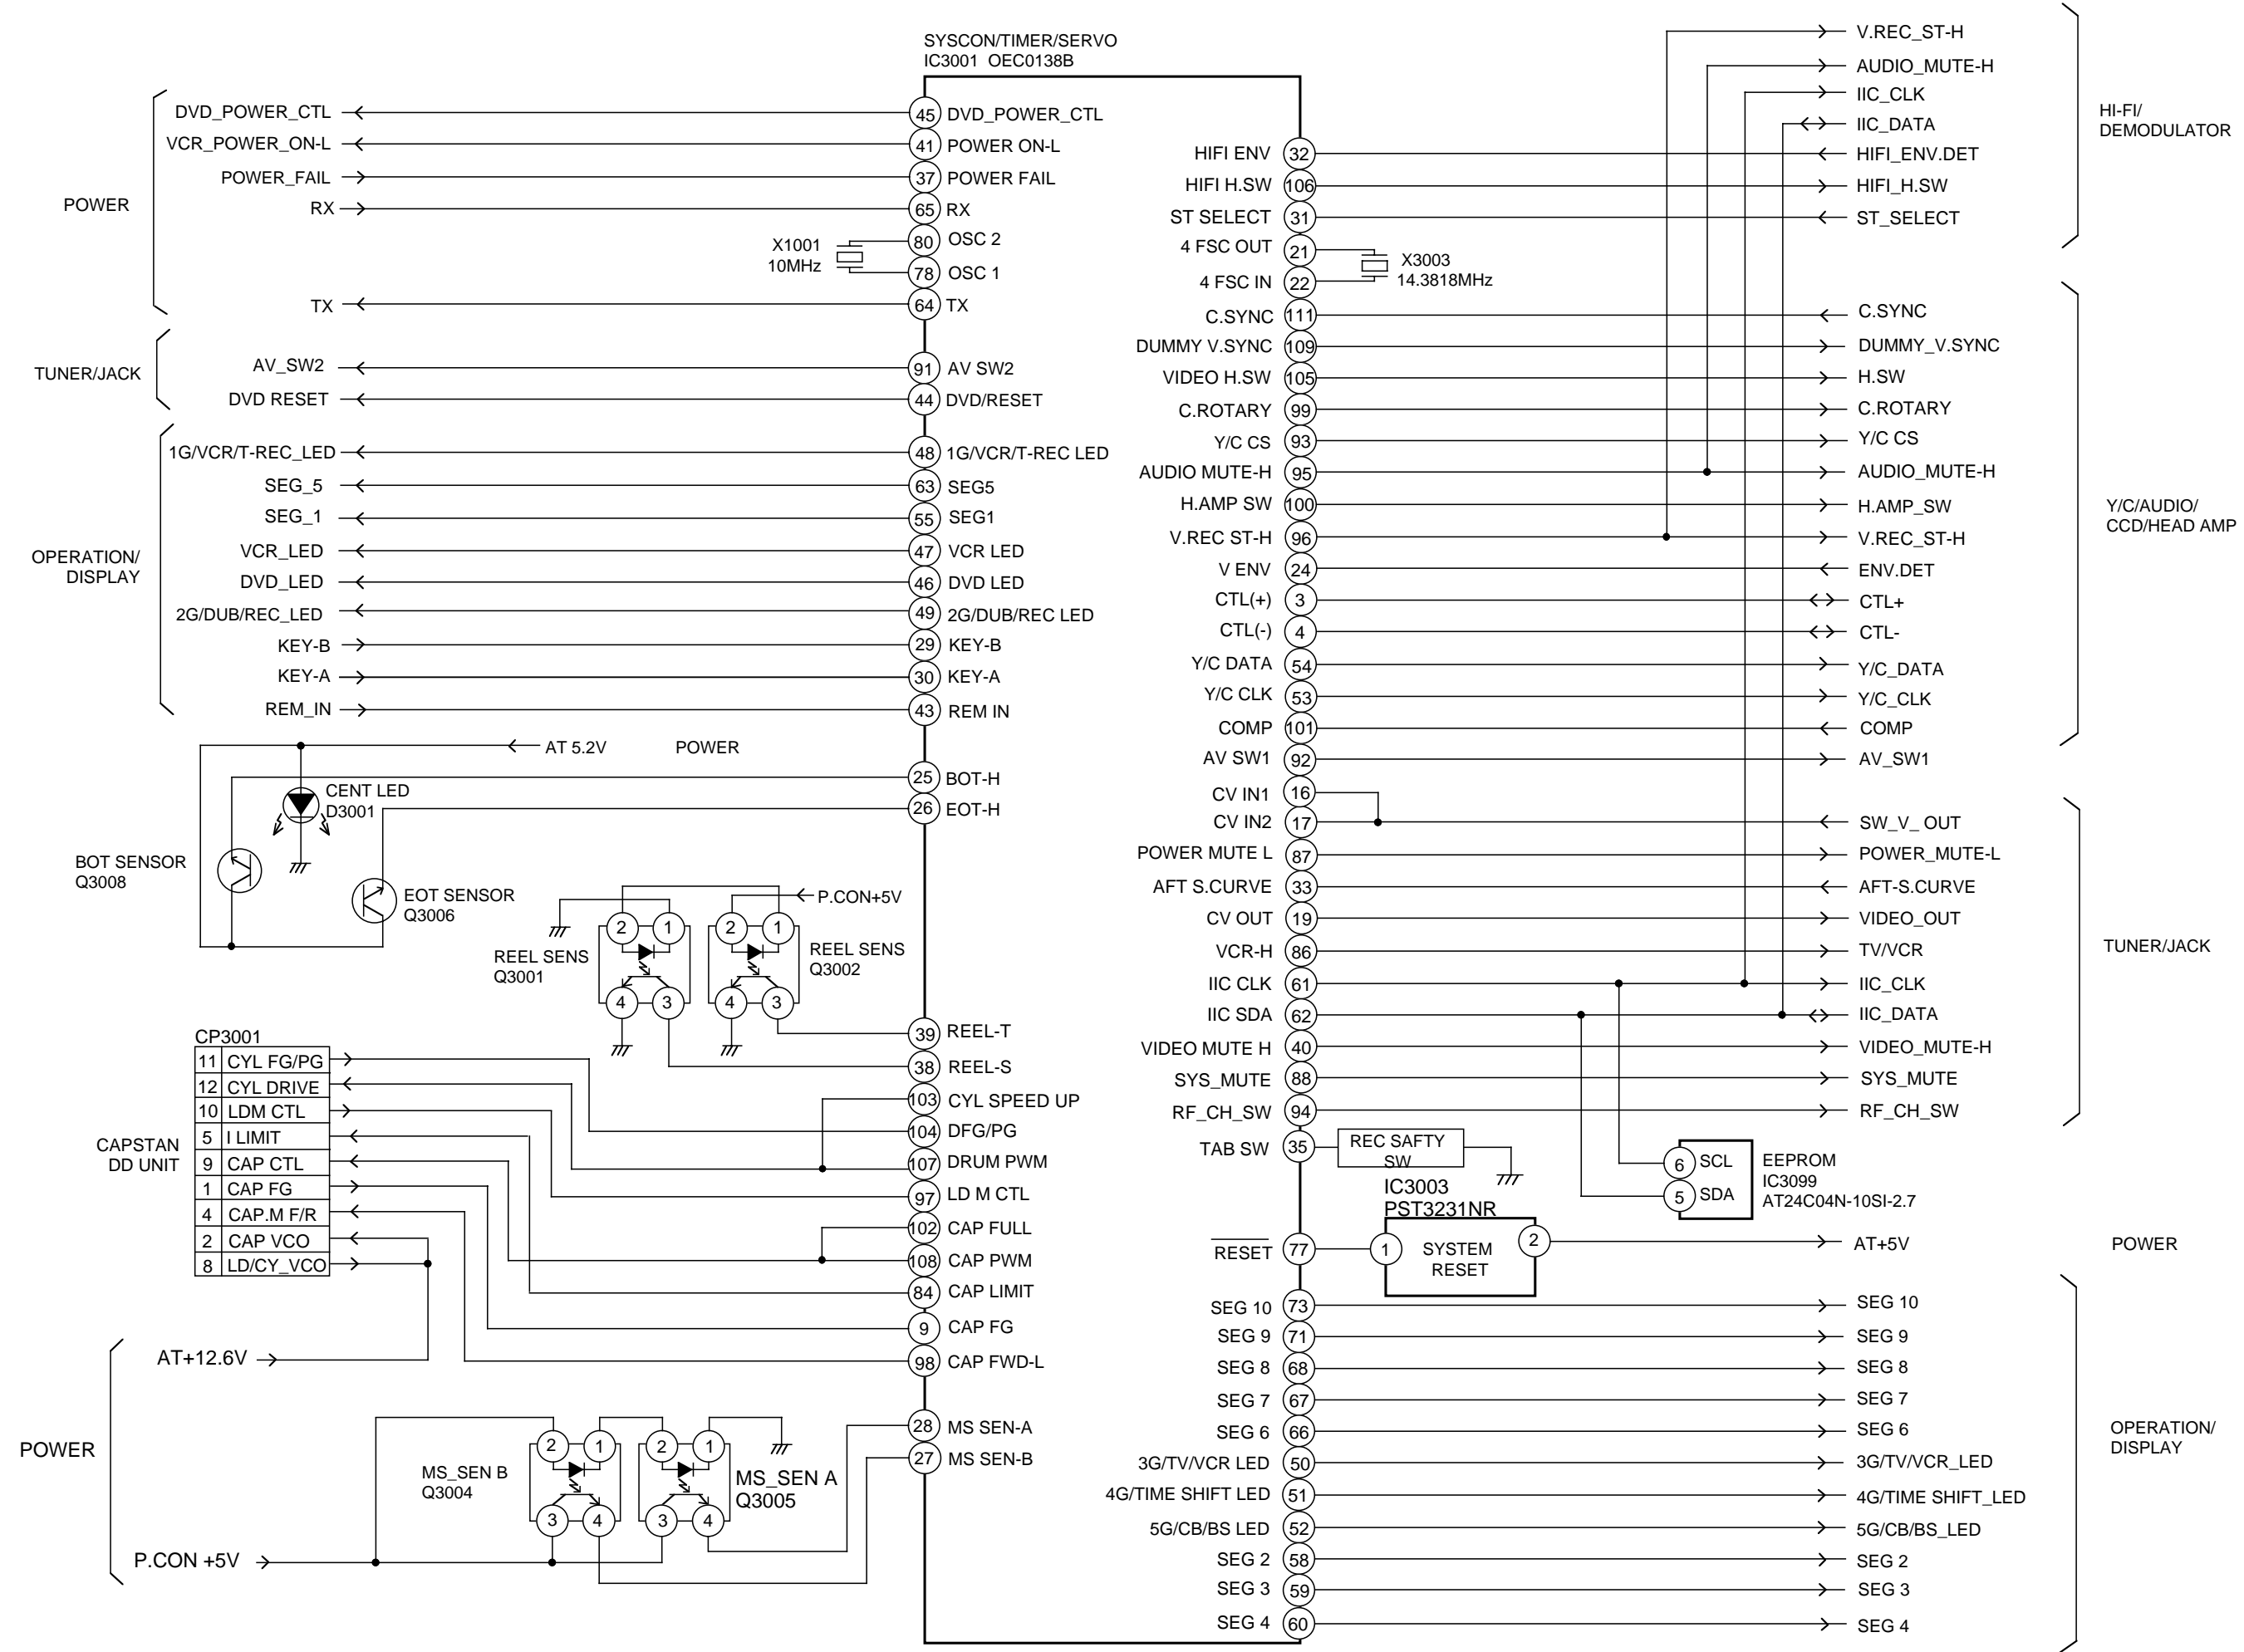 SYSCON/TIMER/SERVO
IC3001 OEC0138B
POWER
DVD_POWER_CTL
45
DVD_POWER_CTL
VCR_POWER_ON-L
41
POWER ON-L
POWER_FAIL
37
POWER FAIL
RX
65
RX
X1001
10MHz
80
OSC 2
78
OSC 1
TX
64
TX
TUNER/JACK
AV_SW2
91
AV SW2
DVD RESET
44
DVD/RESET
OPERATION/
DISPLAY
1G/VCR/T-REC_LED
48
1G/VCR/T-REC LED
SEG_5
63
SEG5
SEG_1
55
SEG1
VCR_LED
47
VCR LED
DVD_LED
46
DVD LED
2G/DUB/REC_LED
49
2G/DUB/REC LED
KEY-B
29
KEY-B
KEY-A
30
KEY-A
REM_IN
43
REM IN
AT 5.2V
POWER
25
BOT-H
26
EOT-H
CENT LED
D3001
BOT SENSOR
Q3008
EOT SENSOR
Q3006
P.CON+5V
2
1
2
1
REEL SENS
Q3001
REEL SENS
Q3002
4
3
4
3
39
REEL-T
38
REEL-S
103
CYL SPEED UP
104
DFG/PG
107
DRUM PWM
97
LD M CTL
102
CAP FULL
108
CAP PWM
84
CAP LIMIT
9
CAP FG
98
CAP FWD-L
CP3001
11 CYL FG/PG
12 CYL DRIVE
10 LDM CTL
5 I LIMIT
9 CAP CTL
1 CAP FG
4 CAP.M F/R
2 CAP VCO
8 LD/CY_VCO
CAPSTAN
DD UNIT
POWER
AT+12.6V
P.CON +5V
28
MS SEN-A
27
MS SEN-B
2
1
2
1
MS_SEN B
Q3004
MS_SEN A
Q3005
3
4
3
4
V.REC_ST-H
AUDIO_MUTE-H
IIC_CLK
IIC_DATA
HI-FI/
DEMODULATOR
HIFI ENV
32
HIFI_ENV.DET
HIFI H.SW
106
HIFI_H.SW
ST SELECT
31
ST_SELECT
4 FSC OUT
21
4 FSC IN
22
X3003
14.3818MHz
C.SYNC
111
C.SYNC
DUMMY V.SYNC
109
DUMMY_V.SYNC
VIDEO H.SW
105
H.SW
C.ROTARY
99
C.ROTARY
Y/C CS
93
Y/C CS
AUDIO MUTE-H
95
AUDIO_MUTE-H
H.AMP SW
100
H.AMP_SW
V.REC ST-H
96
V.REC_ST-H
V ENV
24
ENV.DET
CTL(+)
3
CTL+
CTL(-)
4
CTL-
Y/C DATA
54
Y/C_DATA
Y/C CLK
53
Y/C_CLK
COMP
101
COMP
Y/C/AUDIO/
CCD/HEAD AMP
AV SW1
92
AV_SW1
CV IN1
16
CV IN2
17
SW_V_ OUT
POWER MUTE L
87
POWER_MUTE-L
AFT S.CURVE
33
AFT-S.CURVE
CV OUT
19
VIDEO_OUT
VCR-H
86
TV/VCR
IIC CLK
61
IIC_CLK
IIC SDA
62
IIC_DATA
VIDEO MUTE H
40
VIDEO_MUTE-H
SYS_MUTE
88
SYS_MUTE
RF_CH_SW
94
RF_CH_SW
TUNER/JACK
TAB SW
35
REC SAFTY
SW
6 SCL
5 SDA
EEPROM
IC3099
AT24C04N-10SI-2.7
IC3003
PST3231NR
RESET
77
1
SYSTEM
RESET
2
AT+5V
POWER
SEG 10
73
SEG 10
SEG 9
71
SEG 9
SEG 8
68
SEG 8
SEG 7
67
SEG 7
SEG 6
66
SEG 6
3G/TV/VCR LED
50
3G/TV/VCR_LED
4G/TIME SHIFT LED
51
4G/TIME SHIFT_LED
5G/CB/BS LED
52
5G/CB/BS_LED
SEG 2
58
SEG 2
SEG 3
59
SEG 3
SEG 4
60
SEG 4
OPERATION/
DISPLAY